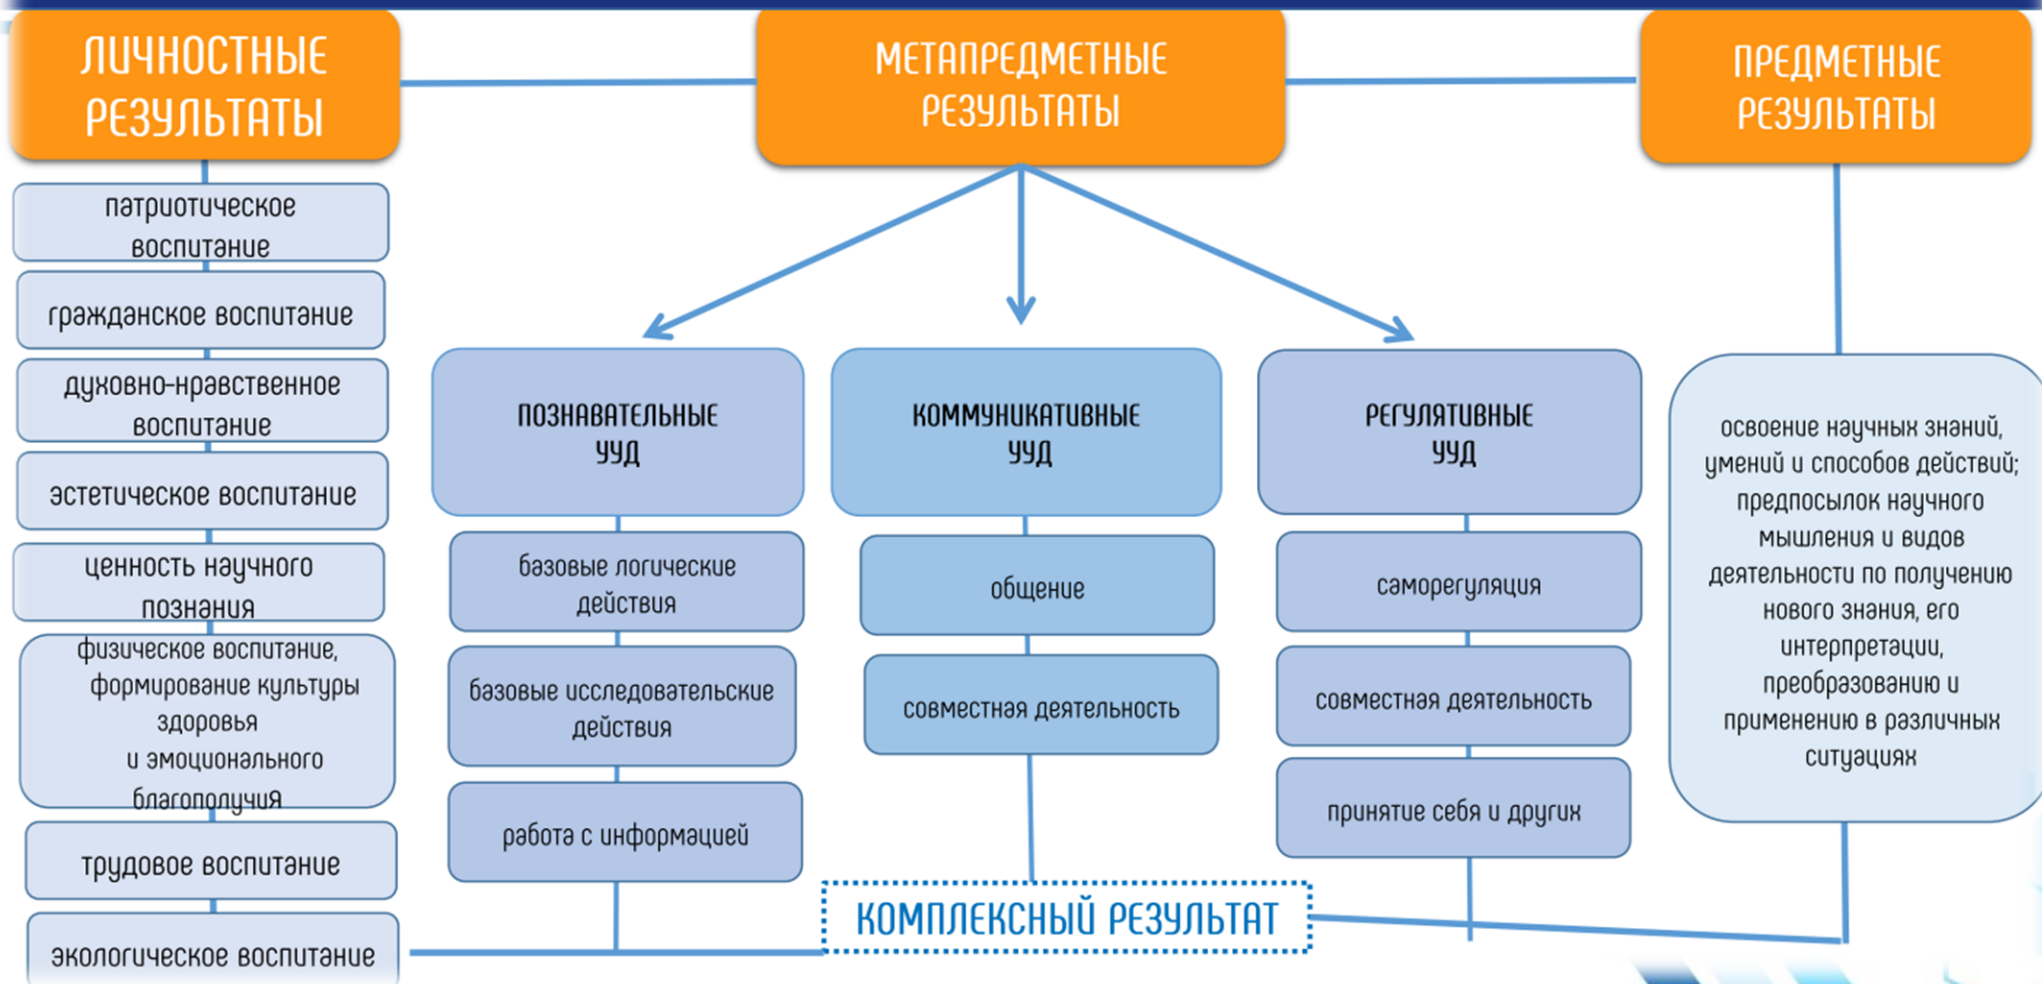 ЛИЧНОСТНЫЕ
РЕЗУЛЬТАТЫ
патриотическое
воспитание
гражданское воспитание
духовно-нравственное
воспитание
эстетическое воспитание
ценность научного
познания
физическое воспитание,
формирование культуры
здоровья
и эмоционального
благополучия
трудовое воспитание
экологическое воспитание
МЕТАПРЕДМЕТНЫЕ
РЕЗУЛЬТАТЫ
ПОЗНАВАТЕЛЬНЫЕ
УУД
базовые логические
действия
базовые исследовательские
действия
работа с информацией
КОММУНИКАТИВНЫЕ
УУД
общение
совместная деятельность
РЕГУЛЯТИВНЫЕ
УУД
саморегуляция
совместная деятельность
принятие себя и других
ПРЕДМЕТНЫЕ
РЕЗУЛЬТАТЫ
освоение научных знаний,
умений и способов действий;
предпосылок научного
мышления и видов
деятельности по получению
нового знания, его
интерпретации,
преобразованию и
применению в различных
ситуациях
КОМПЛЕКСНЫЙ РЕЗУЛЬТАТ